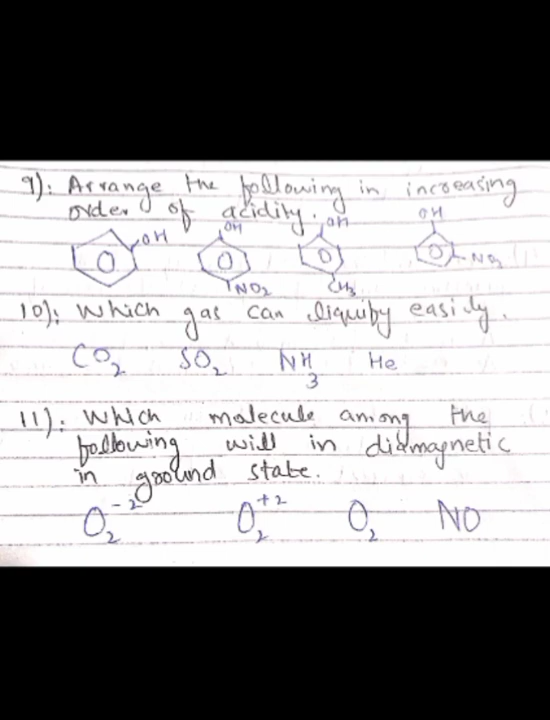 9): Arrange the following in increasing
order of acidity.
OH OH OH OH
NO₂ CH₃ NO₂
10): Which gas can liquify easily.
CO₂ SO₂ NH₃ He
11): Which molecule among the
following will in diamagnetic
in ground state.
O₂⁻² O₂⁺² O₂ NO